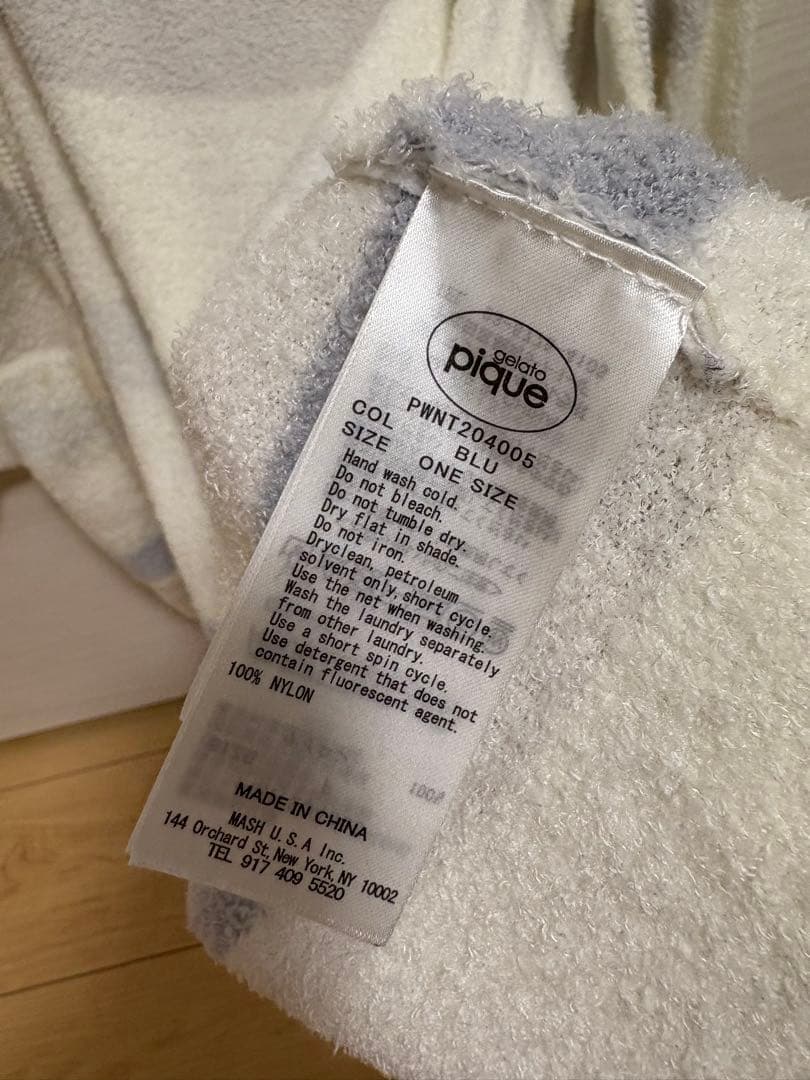 gelato
pique
PWNT204005
COL BLU
SIZE ONE SIZE
Hand wash cold.
Do not bleach.
Do not tumble dry.
Dry flat in shade.
Do not iron.
Dryclean, petroleum
solvent only, short cycle.
Use the net when washing.
Wash the laundry separately
from other laundry.
Use a short spin cycle.
Use detergent that does not
contain fluorescent agent.
100% NYLON
MADE IN CHINA
MASH U.S.A Inc.
144 Orchard St, New York, NY 10002
TEL 917 409 5520